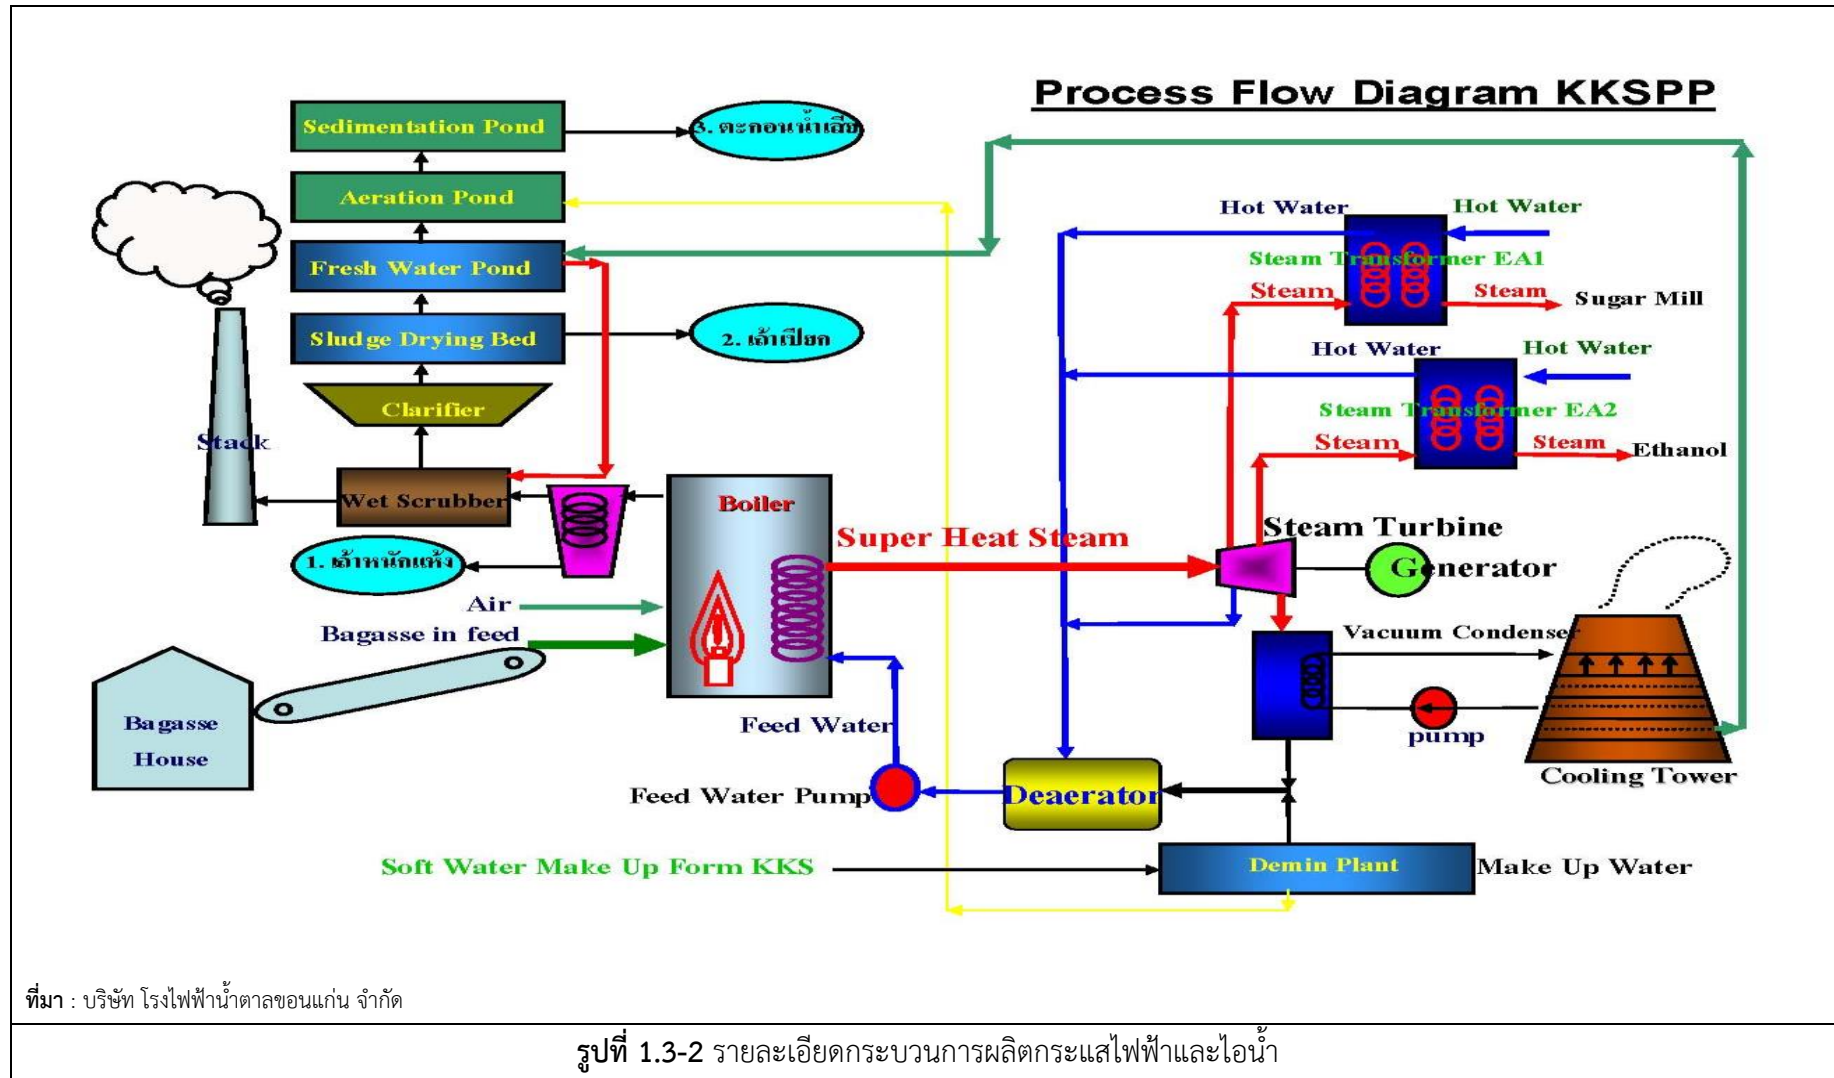 Process Flow Diagram KKSPP
Sedimentation Pond
3. ตะกอนน้ำเสีย
Aeration Pond
Hot Water
Hot Water
Fresh Water Pond
Steam Transformer EA1
Steam
Steam
Sugar Mill
Sludge Drying Bed
2. เถ้าเปียก
Hot Water
Hot Water
Clarifier
Steam Transformer EA2
Stack
Steam
Steam
Ethanol
Wet Scrubber
Boiler
Steam Turbine
Super Heat Steam
1. เถ้าหนักแห้ง
Generator
Air
Bagasse in feed
Vacuum Condenser
Bagasse
House
Feed Water
pump
Cooling Tower
Feed Water Pump
Deaerator
Soft Water Make Up Form KKS
Demin Plant
Make Up Water
ที่มา : บริษัท โรงไฟฟ้าน้ำตาลขอนแก่น จำกัด
รูปที่ 1.3-2 รายละเอียดกระบวนการผลิตกระแสไฟฟ้าและไอน้ำ